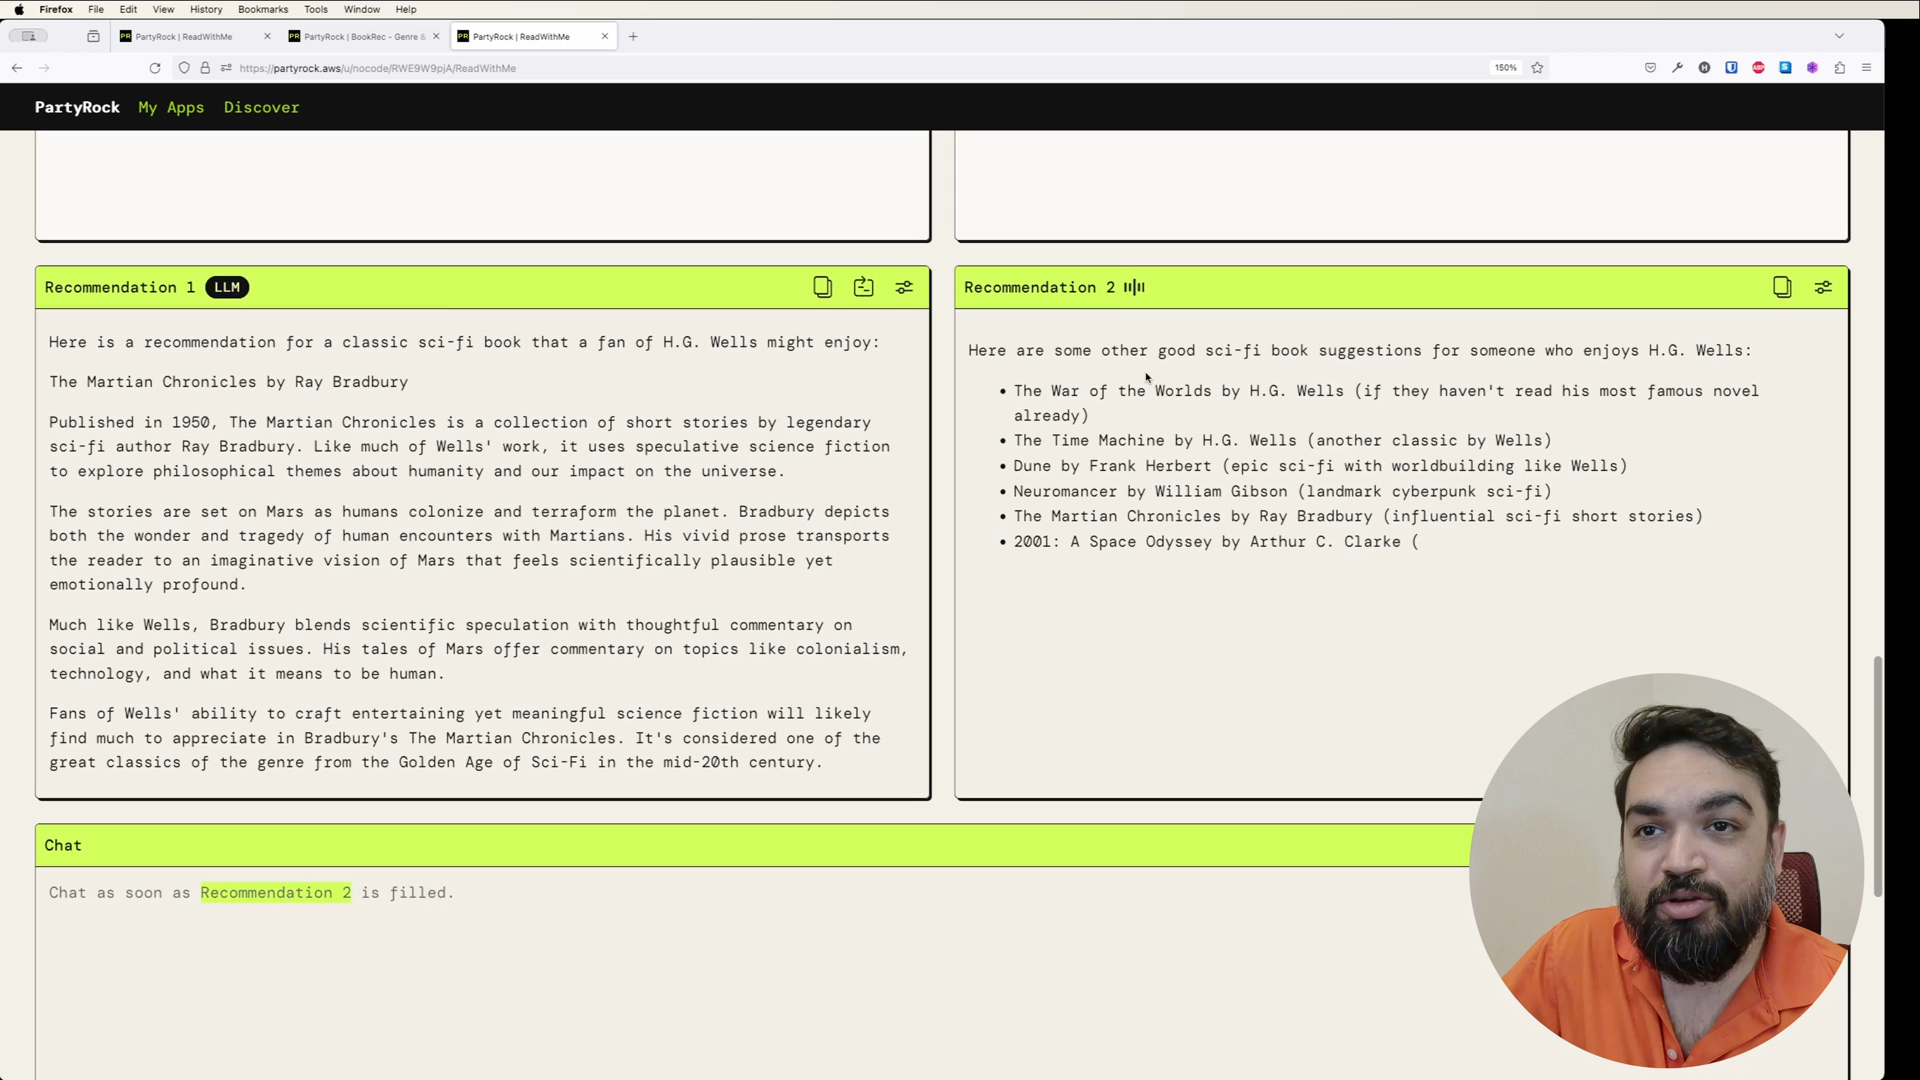 Firefox File Edit View History Bookmarks Tools Window Help
PR PartyRock | ReadWithMe
PR PartyRock | BookRec - Genre &
PR PartyRock | ReadWithMe
https://partyrock.aws/u/nocode/RWE9W9pjA/ReadWithMe
150%
PartyRock My Apps Discover
Recommendation 1 LLM
Here is a recommendation for a classic sci-fi book that a fan of H.G. Wells might enjoy:
The Martian Chronicles by Ray Bradbury
Published in 1950, The Martian Chronicles is a collection of short stories by legendary
sci-fi author Ray Bradbury. Like much of Wells' work, it uses speculative science fiction
to explore philosophical themes about humanity and our impact on the universe.
The stories are set on Mars as humans colonize and terraform the planet. Bradbury depicts
both the wonder and tragedy of human encounters with Martians. His vivid prose transports
the reader to an imaginative vision of Mars that feels scientifically plausible yet
emotionally profound.
Much like Wells, Bradbury blends scientific speculation with thoughtful commentary on
social and political issues. His tales of Mars offer commentary on topics like colonialism,
technology, and what it means to be human.
Fans of Wells' ability to craft entertaining yet meaningful science fiction will likely
find much to appreciate in Bradbury's The Martian Chronicles. It's considered one of the
great classics of the genre from the Golden Age of Sci-Fi in the mid-20th century.
Recommendation 2
Here are some other good sci-fi book suggestions for someone who enjoys H.G. Wells:
• The War of the Worlds by H.G. Wells (if they haven't read his most famous novel
already)
• The Time Machine by H.G. Wells (another classic by Wells)
• Dune by Frank Herbert (epic sci-fi with worldbuilding like Wells)
• Neuromancer by William Gibson (landmark cyberpunk sci-fi)
• The Martian Chronicles by Ray Bradbury (influential sci-fi short stories)
• 2001: A Space Odyssey by Arthur C. Clarke (
Chat
Chat as soon as Recommendation 2 is filled.